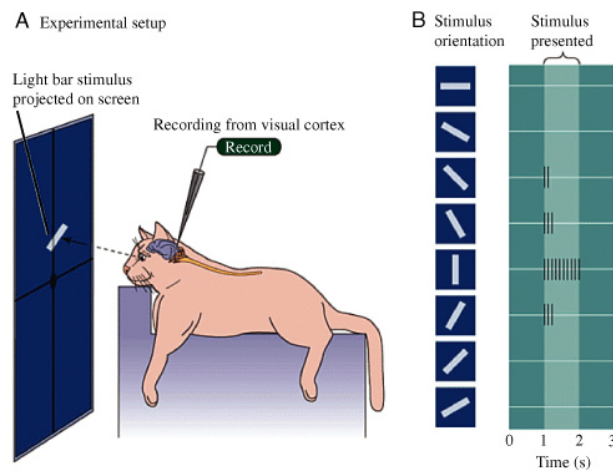 A Experimental setup
Light bar stimulus
projected on screen
Recording from visual cortex
Record
B Stimulus
orientation
Stimulus
presented
0 1 2 3
Time (s)